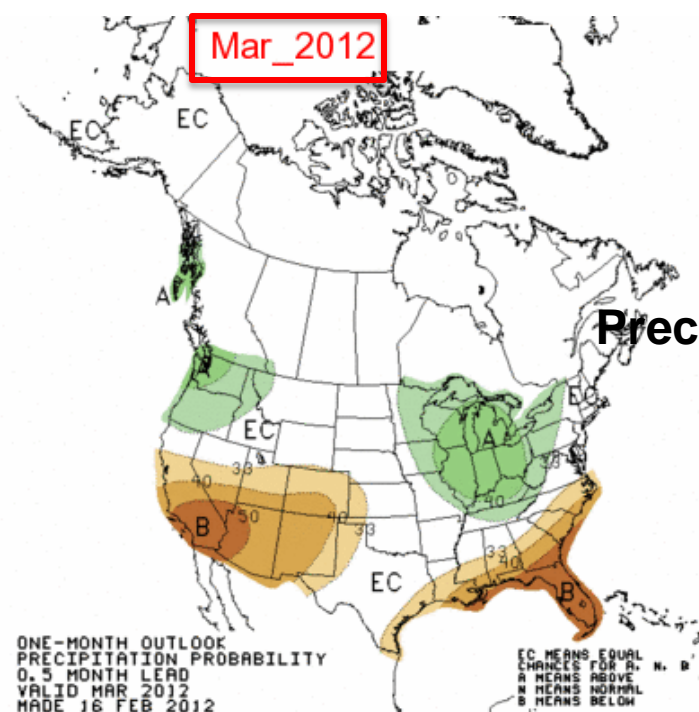 Mar_2012
EC
EC
A
Prec
EC
EC
A
33
33
40
40
B
50
40
33
33
40
EC
B
ONE-MONTH OUTLOOK
PRECIPITATION PROBABILITY
0.5 MONTH LEAD
VALID MAR 2012
MADE 16 FEB 2012
EC MEANS EQUAL
CHANCES FOR A, N, B
A MEANS ABOVE
N MEANS NORMAL
B MEANS BELOW